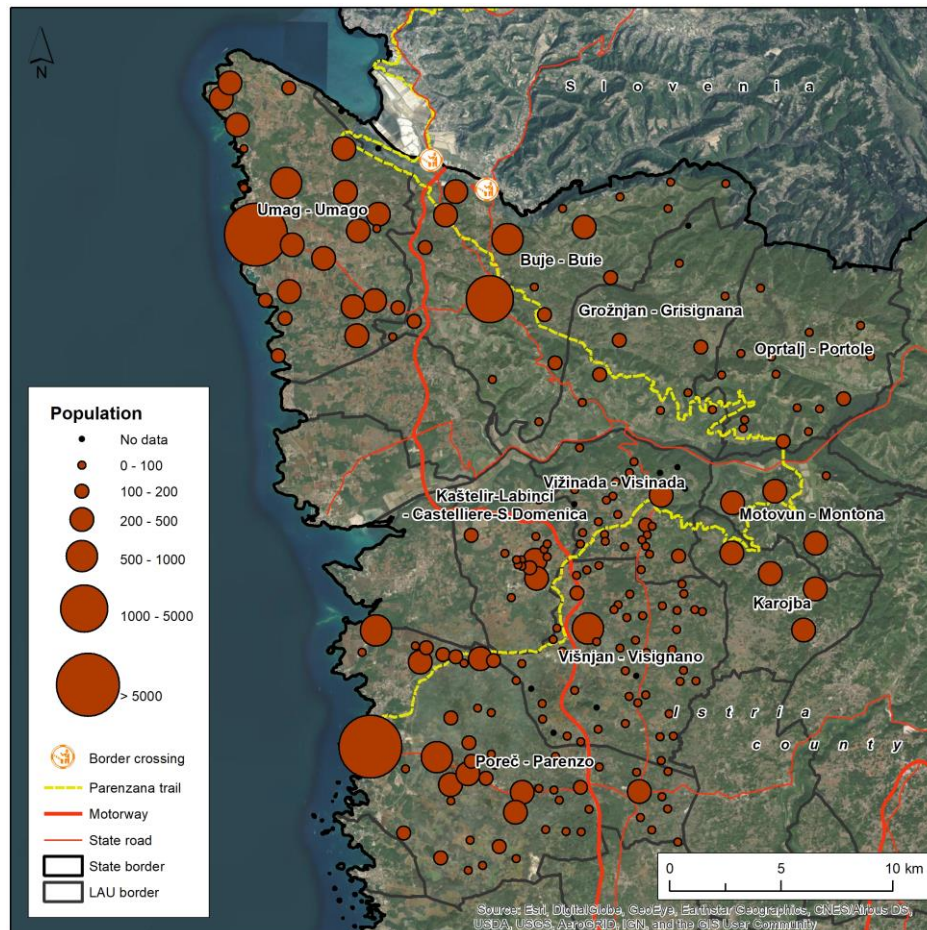 N
Slovenia
Umag - Umago
Buje - Buie
Grožnjan - Grisignana
Oprtalj - Portole
Vižinada - Visinada
Kaštelir-Labinci
- Castelliere-S.Domenica
Motovun - Montona
Karojba
Višnjan - Visignano
Istria
county
Poreč - Parenzo
Population
No data
0 - 100
100 - 200
200 - 500
500 - 1000
1000 - 5000
> 5000
Border crossing
Parenzana trail
Motorway
State road
State border
LAU border
0 5 10 km
Source: Esri, DigitalGlobe, GeoEye, Earthstar Geographics, CNES/Airbus DS,
USDA, USGS, AeroGRID, IGN, and the GIS User Community